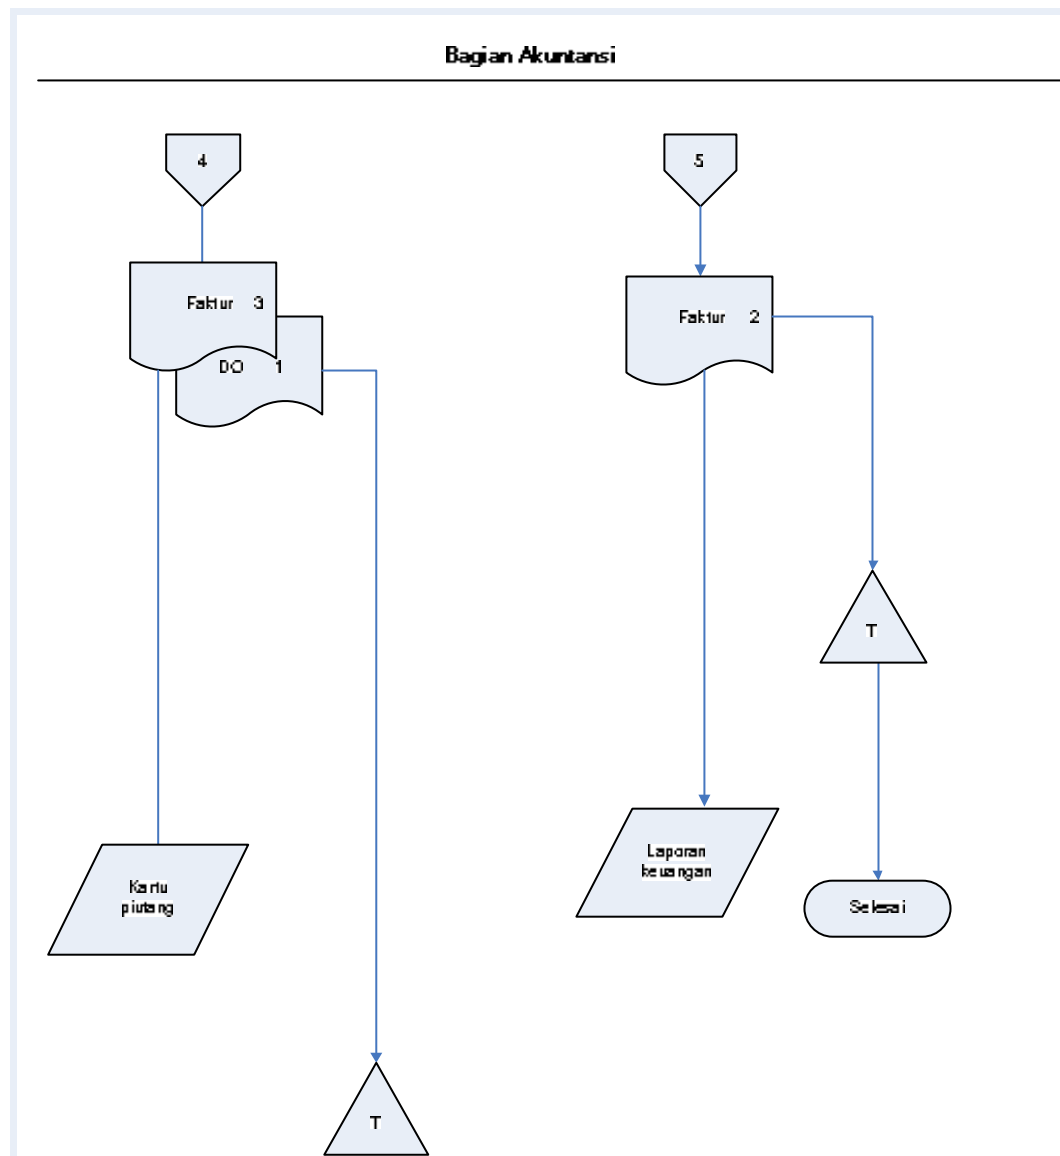 Bagian Akuntansi
4
5
Faktur 3
DO 1
Faktur 2
T
Laporan
keuangan
Kartu
piutang
Selesai
T